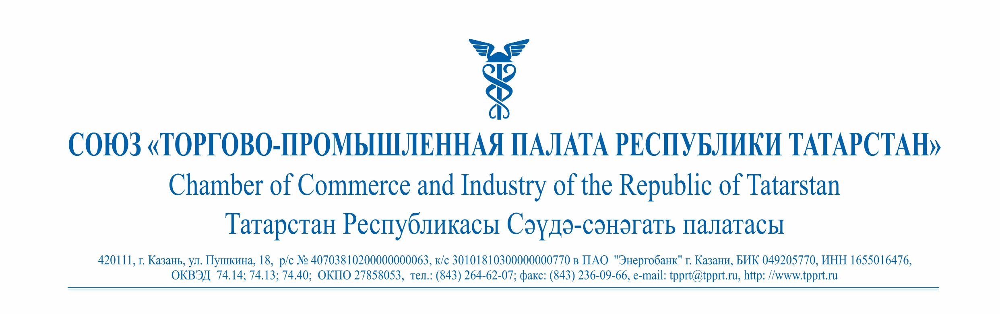 СОЮЗ «ТОРГОВО-ПРОМЫШЛЕННАЯ ПАЛАТА РЕСПУБЛИКИ ТАТАРСТАН»
Chamber of Commerce and Industry of the Republic of Tatarstan
Татарстан Республикасы Сәүдә-сәнәгать палатасы
420111, г. Казань, ул. Пушкина, 18, р/с № 40703810200000000063, к/с 30101810300000000770 в ПАО "Энергобанк" г. Казани, БИК 049205770, ИНН 1655016476,
ОКВЭД 74.14; 74.13; 74.40; ОКПО 27858053, тел.: (843) 264-62-07; факс: (843) 236-09-66, e-mail: tpprt@tpprt.ru, http: //www.tpprt.ru